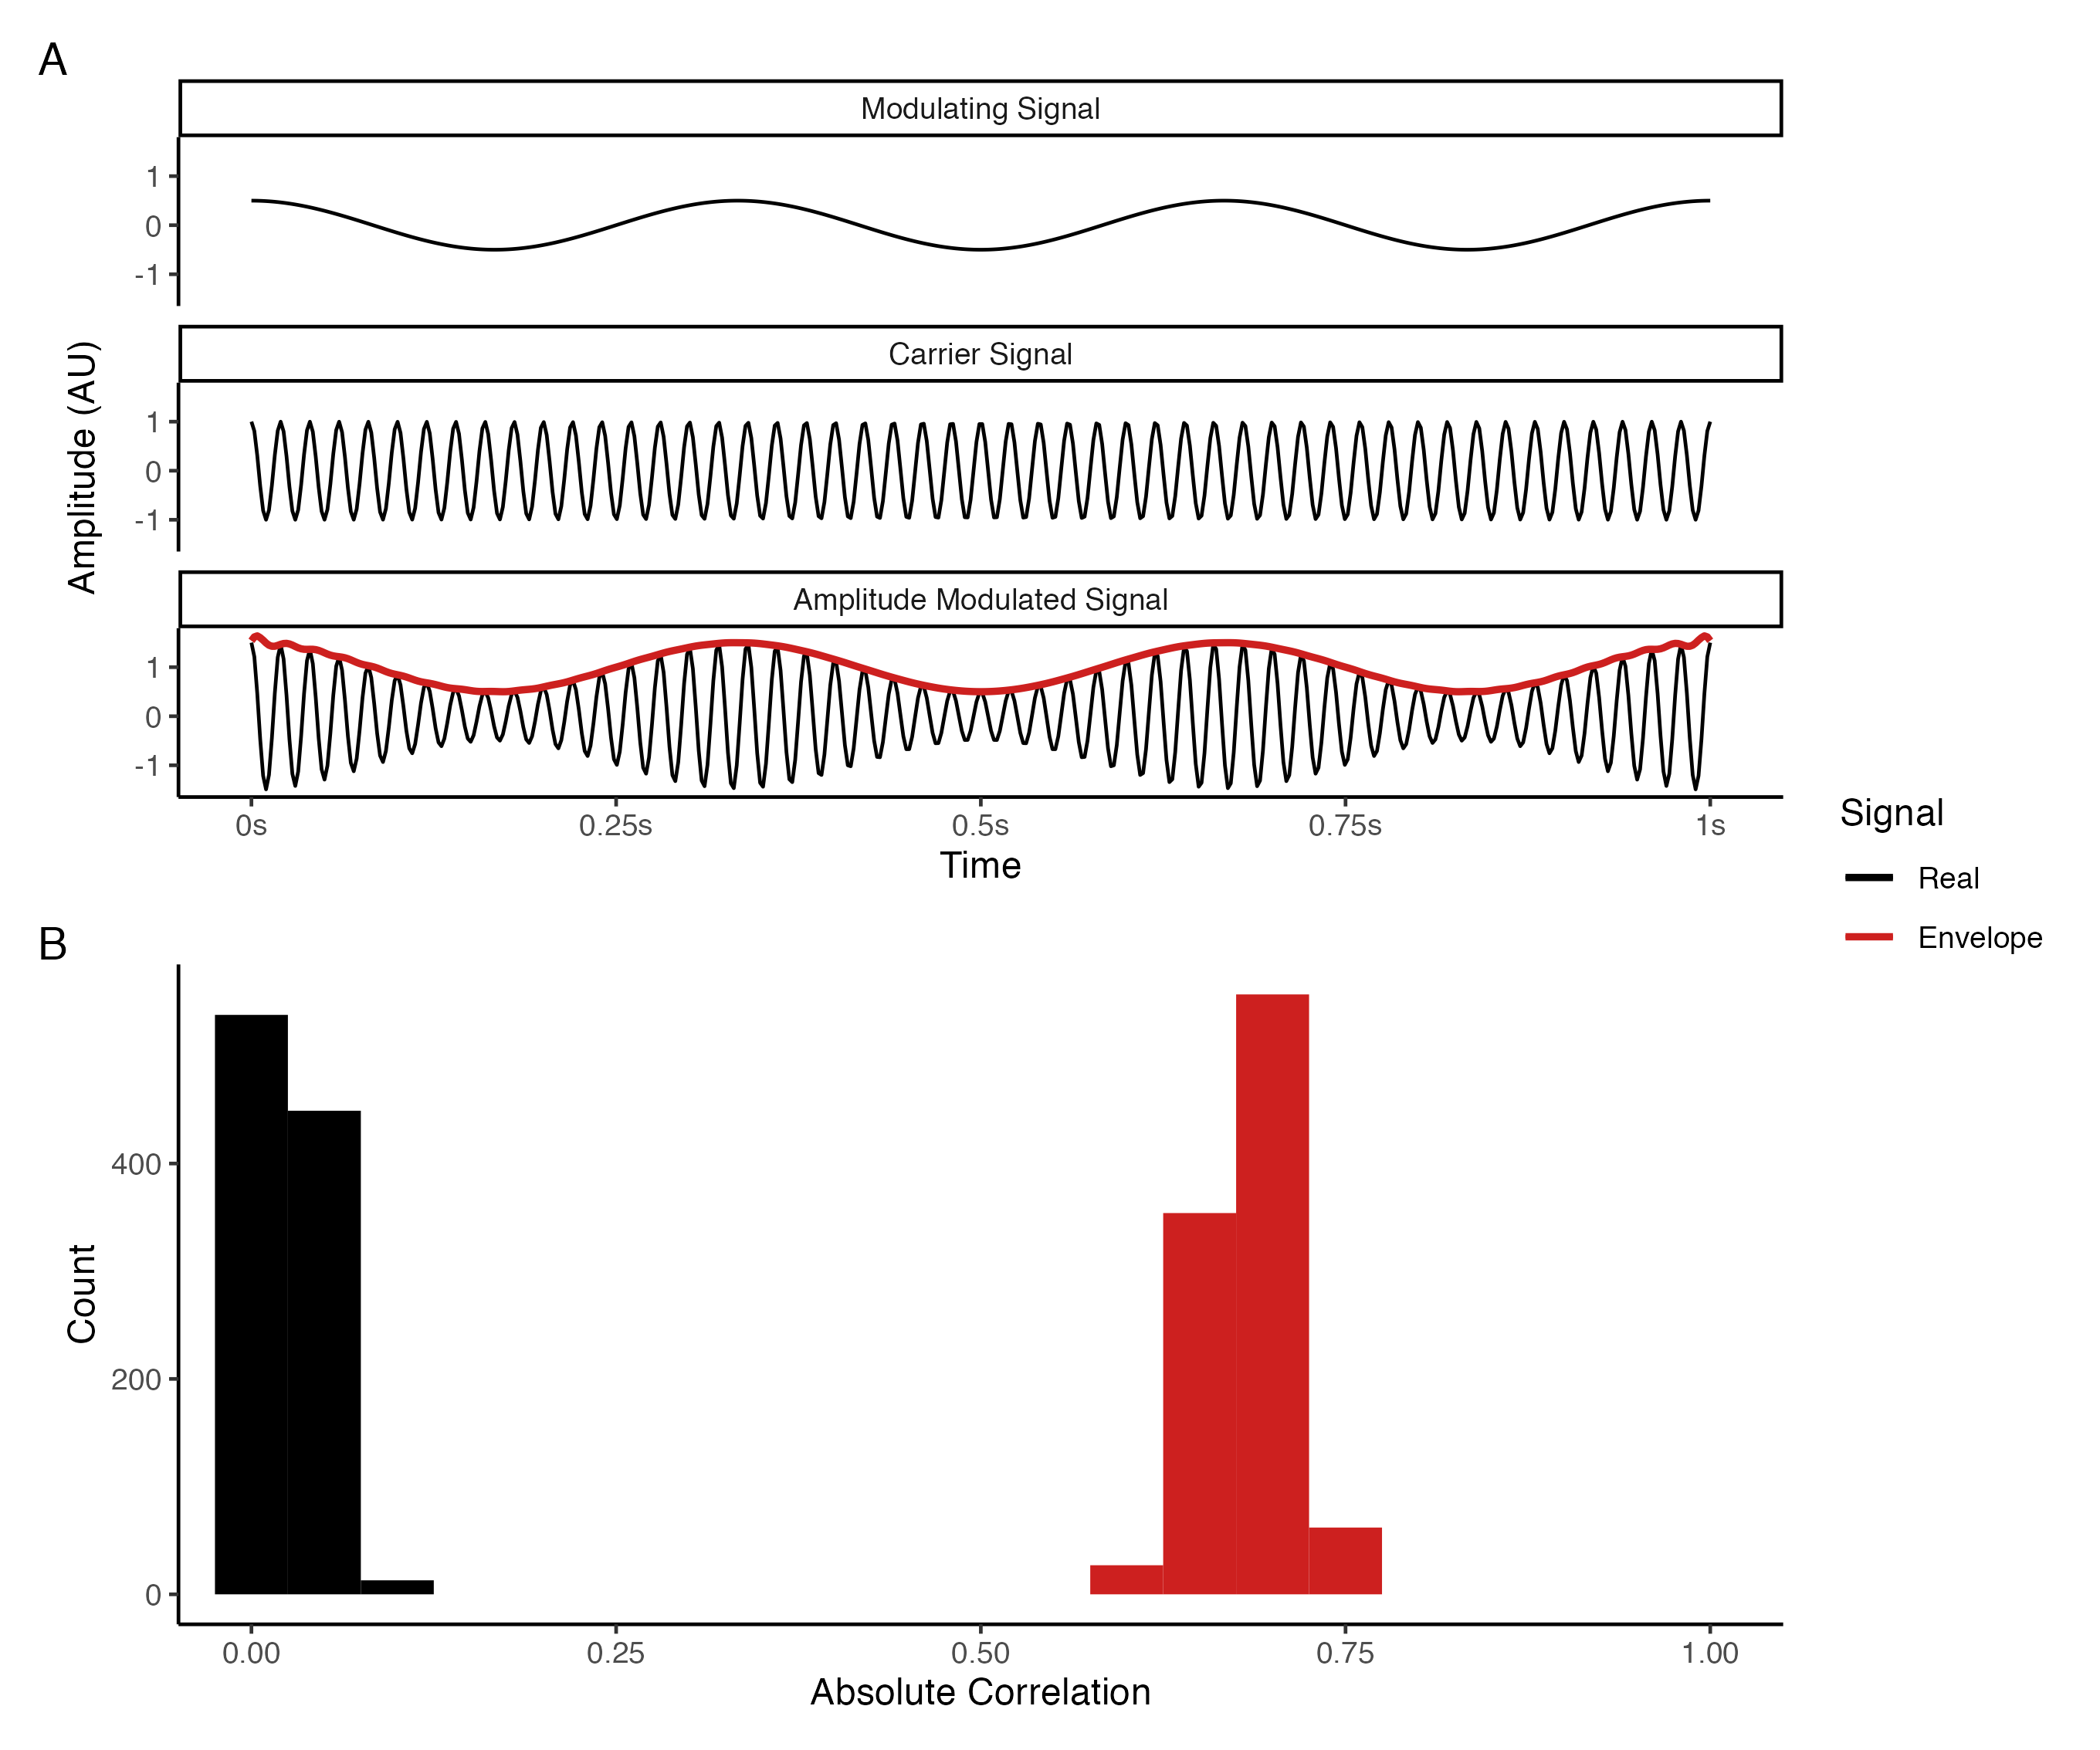 A
Modulating Signal
1
0
-1
Carrier Signal
1
0
-1
Amplitude (AU)
Amplitude Modulated Signal
1
0
-1
0s 0.25s 0.5s 0.75s 1s
Time
Signal
Real
Envelope
B
400
200
0
Count
0.00 0.25 0.50 0.75 1.00
Absolute Correlation